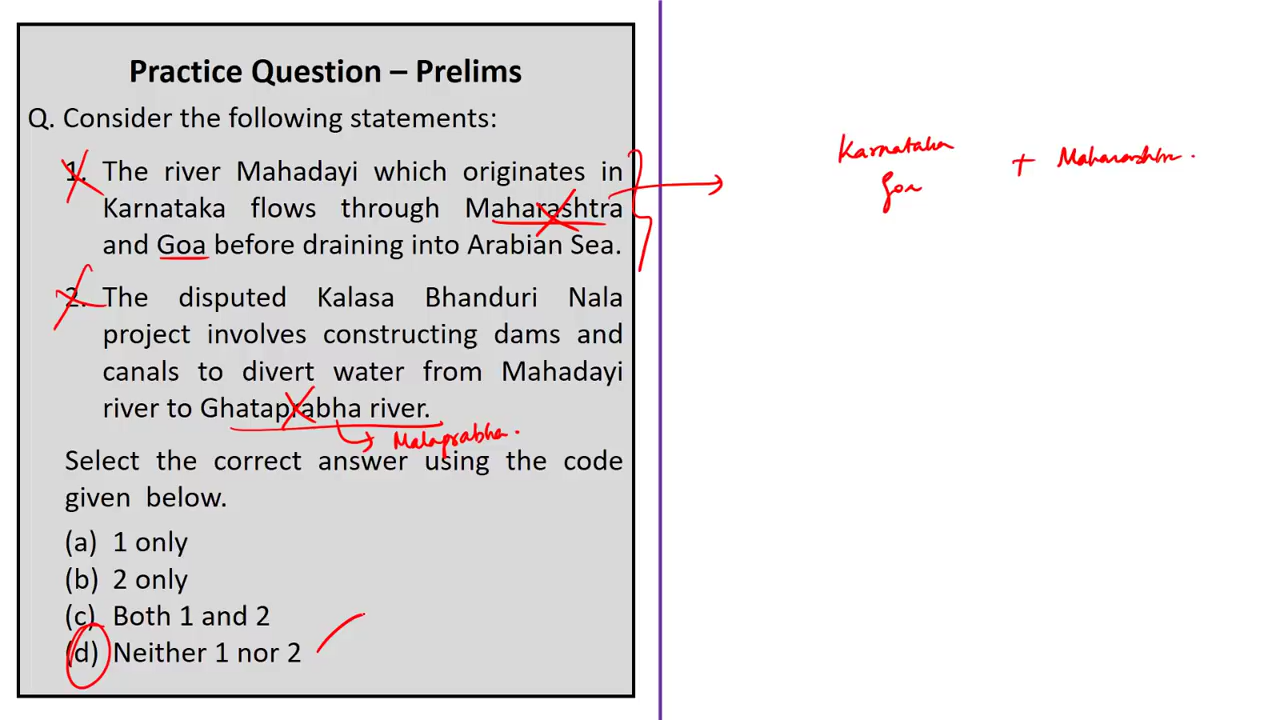 Practice Question – Prelims
Q. Consider the following statements:
1. The river Mahadayi which originates in
Karnataka flows through Maharashtra
and Goa before draining into Arabian Sea.
2. The disputed Kalasa Bhanduri Nala
project involves constructing dams and
canals to divert water from Mahadayi
river to Ghataprabha river.
Malaprabha.
Select the correct answer using the code
given below.
(a) 1 only
(b) 2 only
(c) Both 1 and 2
(d) Neither 1 nor 2
Karnataka + Maharashtra.
Goa